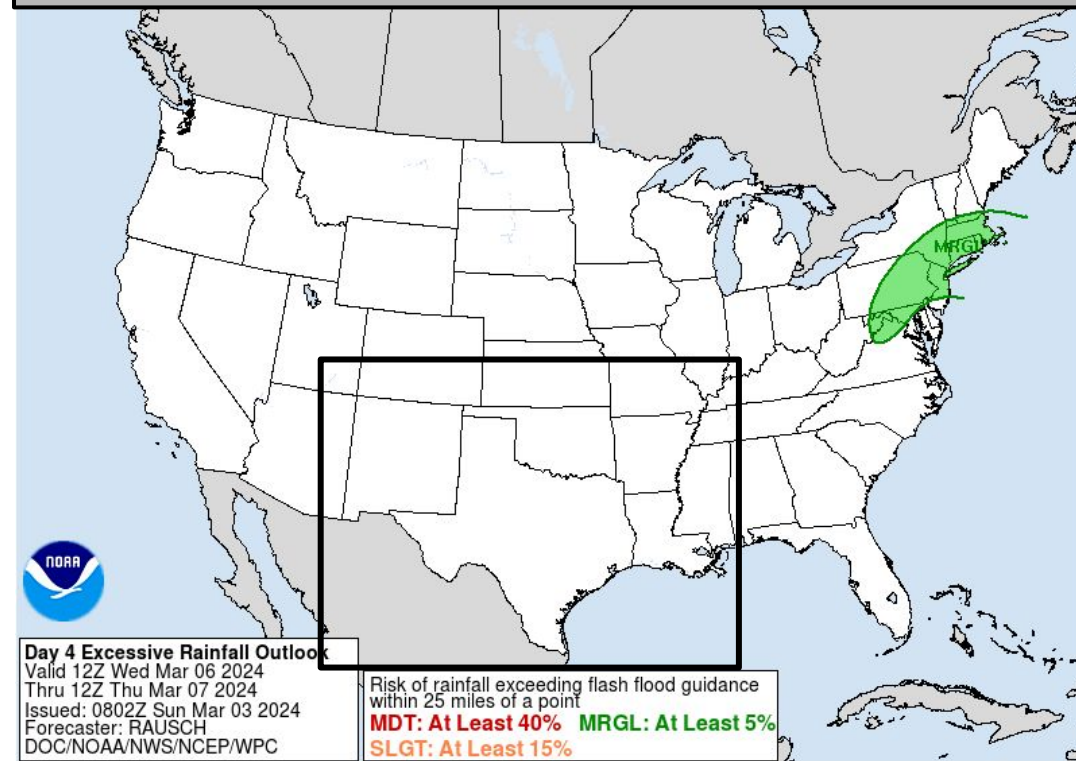 MRGL
NOAA
Day 4 Excessive Rainfall Outlook
Valid 12Z Wed Mar 06 2024
Thru 12Z Thu Mar 07 2024
Issued: 0802Z Sun Mar 03 2024
Forecaster: RAUSCH
DOC/NOAA/NWS/NCEP/WPC
Risk of rainfall exceeding flash flood guidance
within 25 miles of a point
MDT: At Least 40% MRGL: At Least 5%
SLGT: At Least 15%